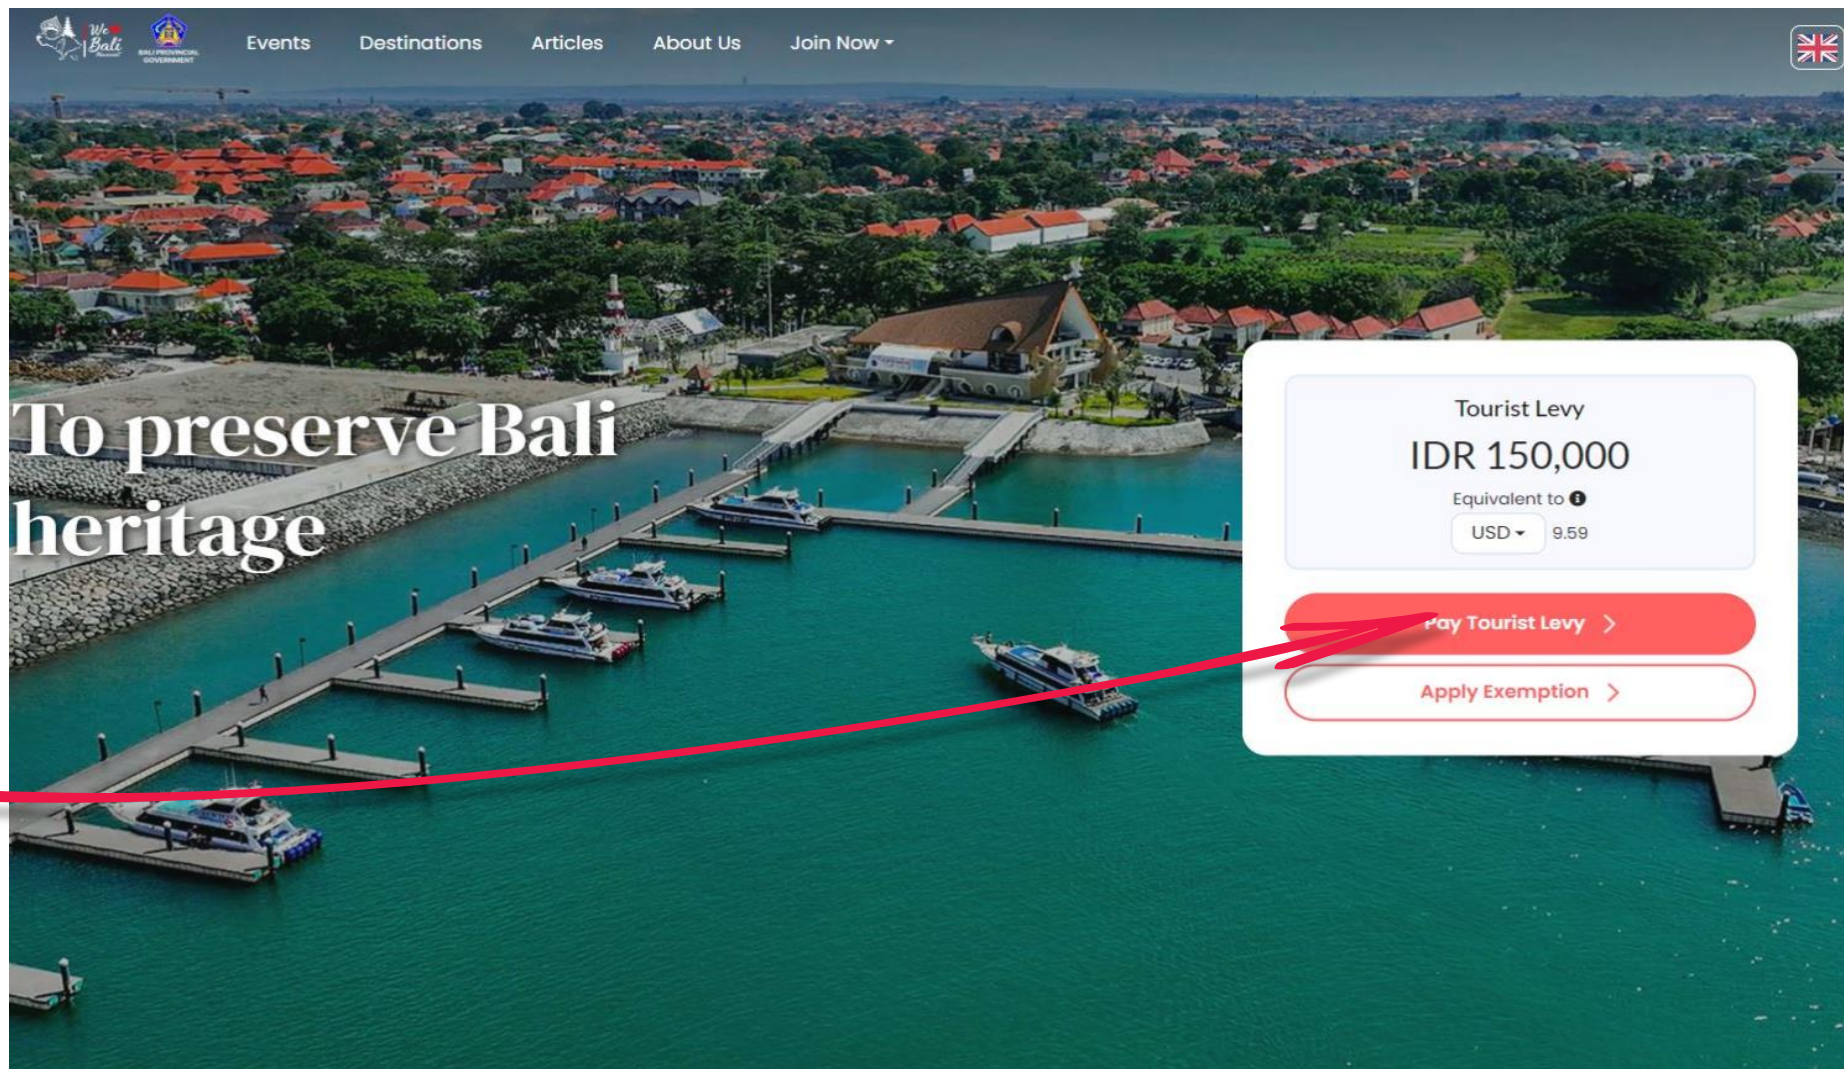 We
Bali
BALI PROVINCIAL
GOVERNMENT
Events
Destinations
Articles
About Us
Join Now
To preserve Bali
heritage
Tourist Levy
IDR 150,000
Equivalent to
USD 9.59
Pay Tourist Levy
Apply Exemption